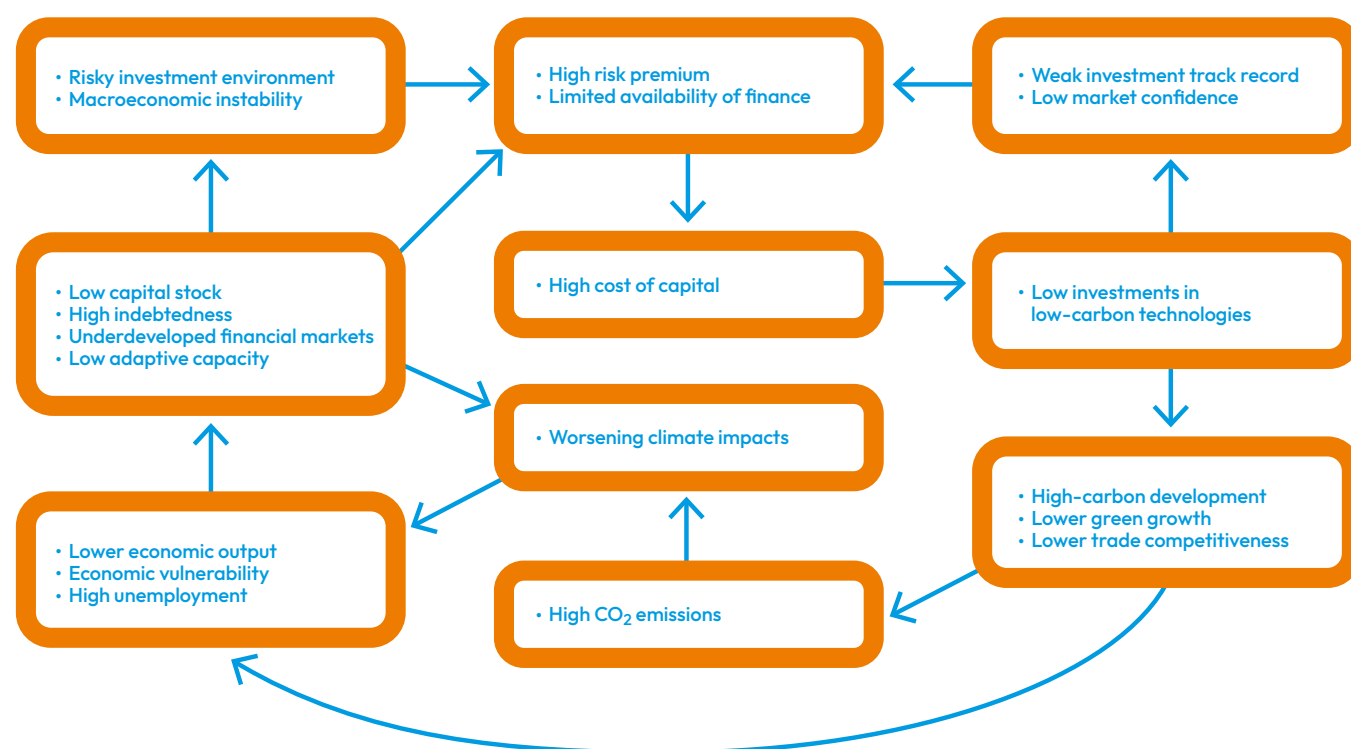 • Risky investment environment
• Macroeconomic instability
• High risk premium
• Limited availability of finance
• Weak investment track record
• Low market confidence
• Low capital stock
• High indebtedness
• Underdeveloped financial markets
• Low adaptive capacity
• High cost of capital
• Low investments in
low-carbon technologies
• Worsening climate impacts
• High-carbon development
• Lower green growth
• Lower trade competitiveness
• Lower economic output
• Economic vulnerability
• High unemployment
• High CO₂ emissions